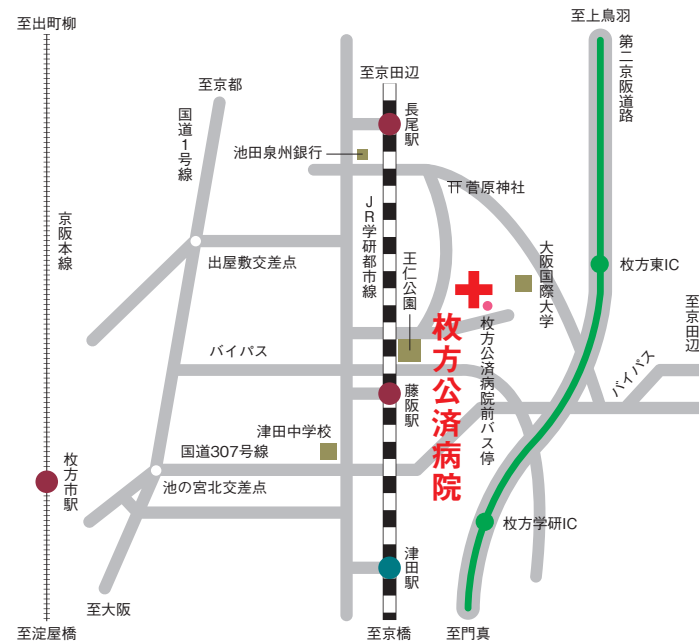 至出町柳
至上鳥羽
至京田辺
至京都
国道1号線
第二京阪道路
長尾駅
池田泉州銀行
菅原神社
JR学研都市線
京阪本線
出屋敷交差点
王仁公園
大阪国際大学
枚方東IC
至京田辺
枚方公済病院
枚方公済病院前バス停
バイパス
バイパス
藤阪駅
津田中学校
国道307号線
枚方市駅
池の宮北交差点
枚方学研IC
津田駅
至大阪
至淀屋橋
至京橋
至門真